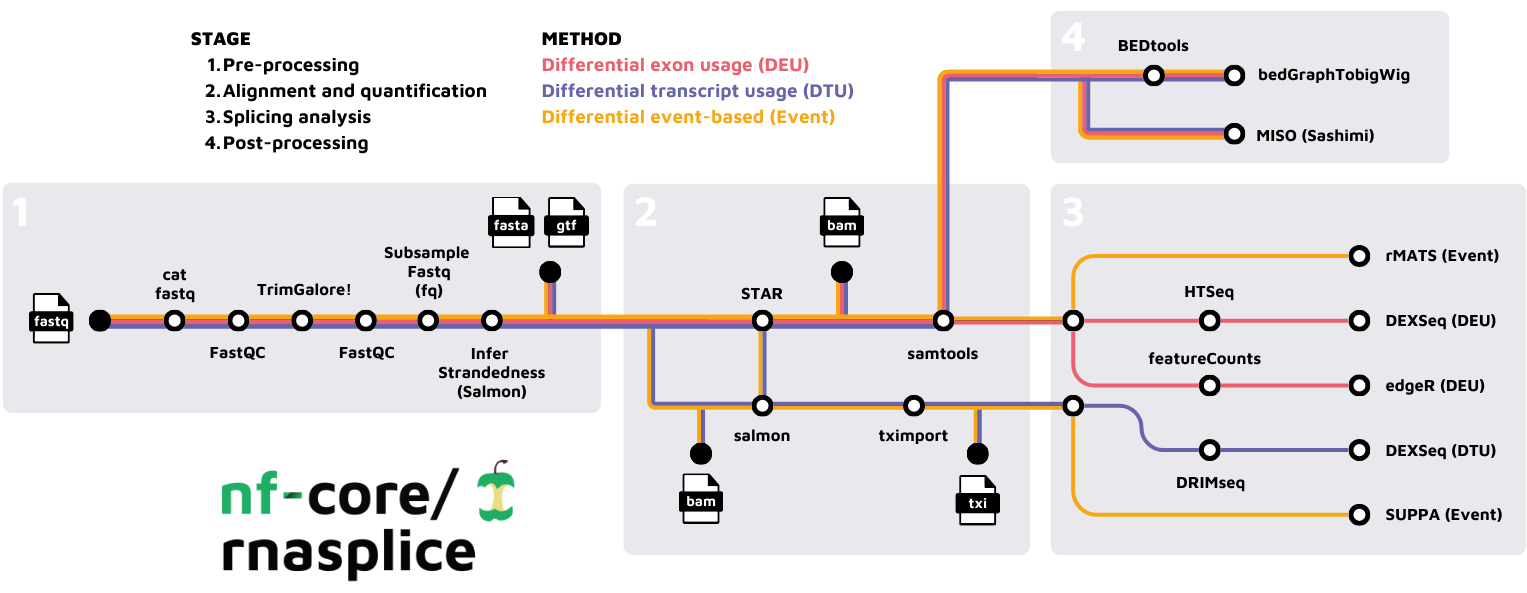 STAGE
1.Pre-processing
2.Alignment and quantification
3.Splicing analysis
4.Post-processing
METHOD
Differential exon usage (DEU)
Differential transcript usage (DTU)
Differential event-based (Event)
4
BEDtools
bedGraphTobigWig
MISO (Sashimi)
1
fastq
cat
fastq
FastQC
TrimGalore!
FastQC
Subsample
Fastq
(fq)
Infer
Strandedness
(Salmon)
fasta
gtf
2
STAR
bam
samtools
salmon
tximport
bam
txi
3
rMATS (Event)
HTSeq
DEXSeq (DEU)
featureCounts
edgeR (DEU)
DEXSeq (DTU)
DRIMseq
SUPPA (Event)
nf-core/
rnasplice